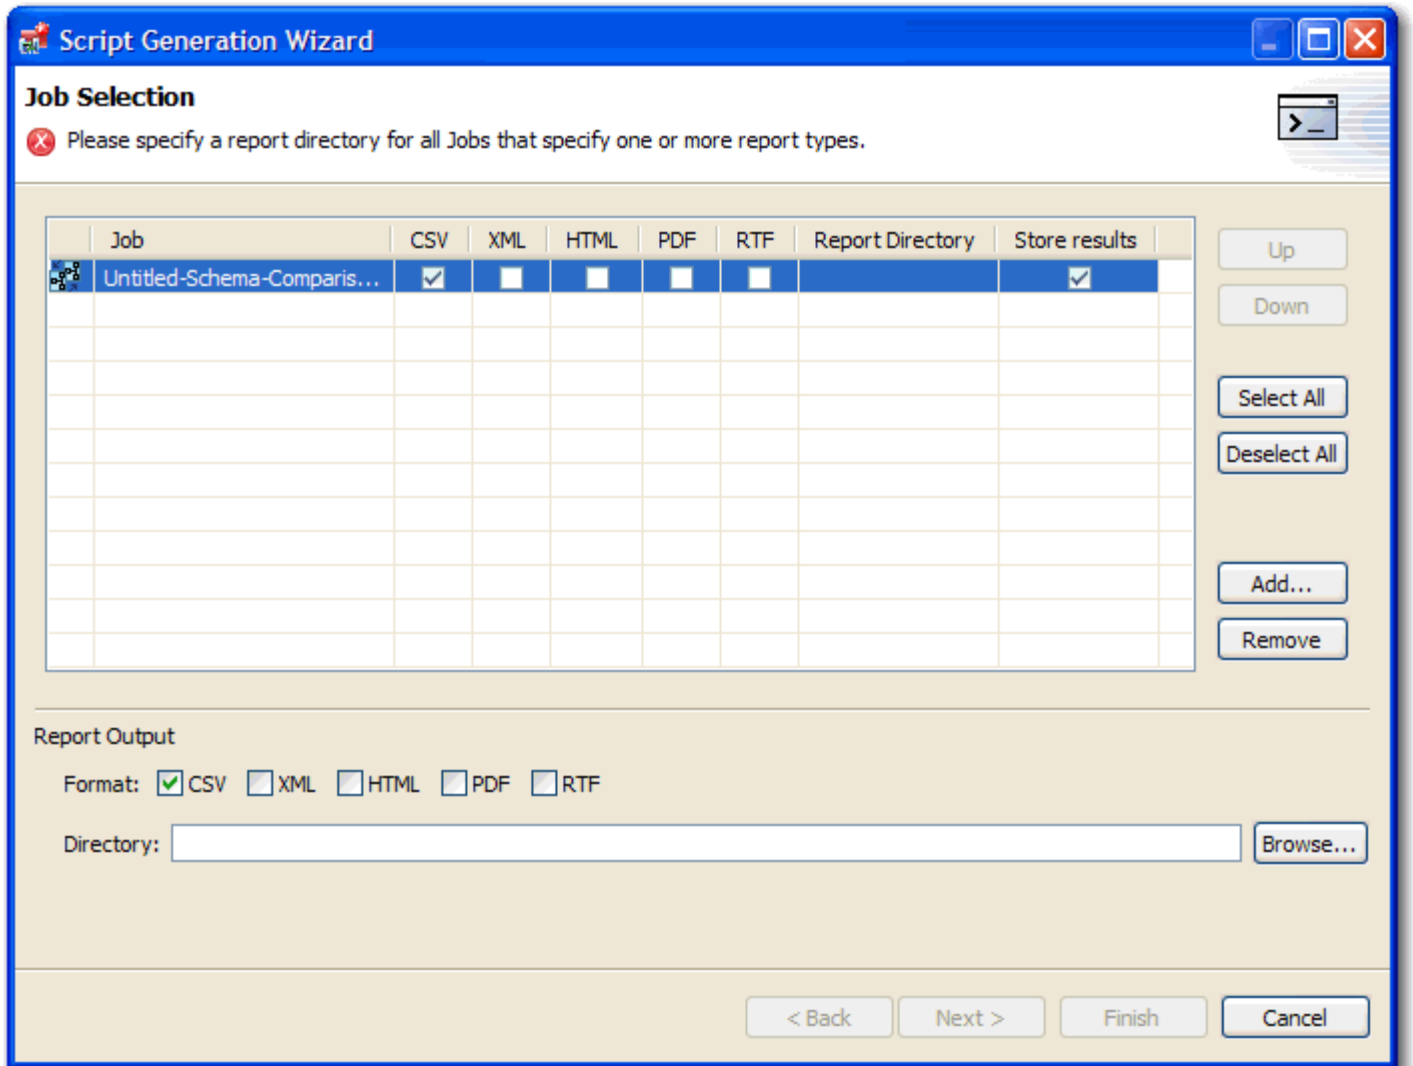 Script Generation Wizard
Job Selection
Please specify a report directory for all Jobs that specify one or more report types.
Job CSV XML HTML PDF RTF Report Directory Store results
Untitled-Schema-Comparis...
Up
Down
Select All
Deselect All
Add...
Remove
Report Output
Format: CSV XML HTML PDF RTF
Directory: Browse...
< Back Next > Finish Cancel